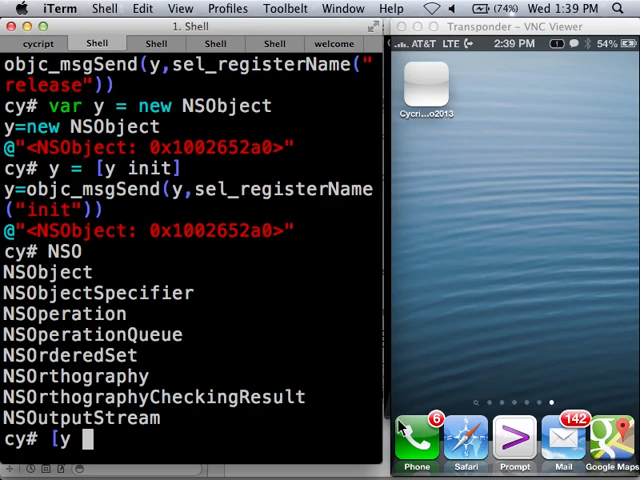 iTerm Shell Edit View Profiles Toolbelt Window Help (74%) Wed 1:39 PM
1. Shell
cycript Shell Shell Shell Shell welcome
objc_msgSend(y,sel_registerName("
release"))
cy# var y = new NSObject
y=new NSObject
@"<NSObject: 0x1002652a0>"
cy# y = [y init]
y=objc_msgSend(y,sel_registerName
("init"))
@"<NSObject: 0x1002652a0>"
cy# NSO
NSObject
NSObjectSpecifier
NSOperation
NSOperationQueue
NSOrderedSet
NSOrthography
NSOrthographyCheckingResult
NSOutputStream
cy# [y
Transponder - VNC Viewer
AT&T LTE 2:39 PM 1 54%
Cycri...o2013
6
142
Phone Safari Prompt Mail Google Maps